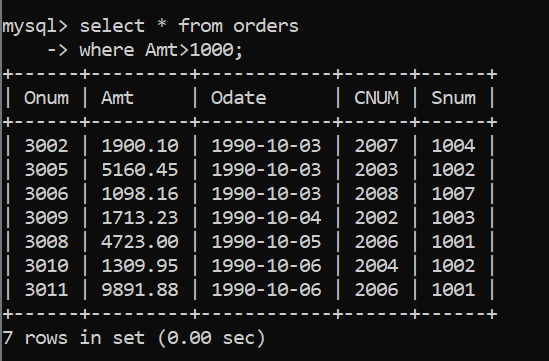 mysql> select * from orders
    -> where Amt>1000;
+------+---------+------------+------+------+
| Onum | Amt     | Odate      | CNUM | Snum |
+------+---------+------------+------+------+
| 3002 | 1900.10 | 1990-10-03 | 2007 | 1004 |
| 3005 | 5160.45 | 1990-10-03 | 2003 | 1002 |
| 3006 | 1098.16 | 1990-10-03 | 2008 | 1007 |
| 3009 | 1713.23 | 1990-10-04 | 2002 | 1003 |
| 3008 | 4723.00 | 1990-10-05 | 2006 | 1001 |
| 3010 | 1309.95 | 1990-10-06 | 2004 | 1002 |
| 3011 | 9891.88 | 1990-10-06 | 2006 | 1001 |
+------+---------+------------+------+------+
7 rows in set (0.00 sec)